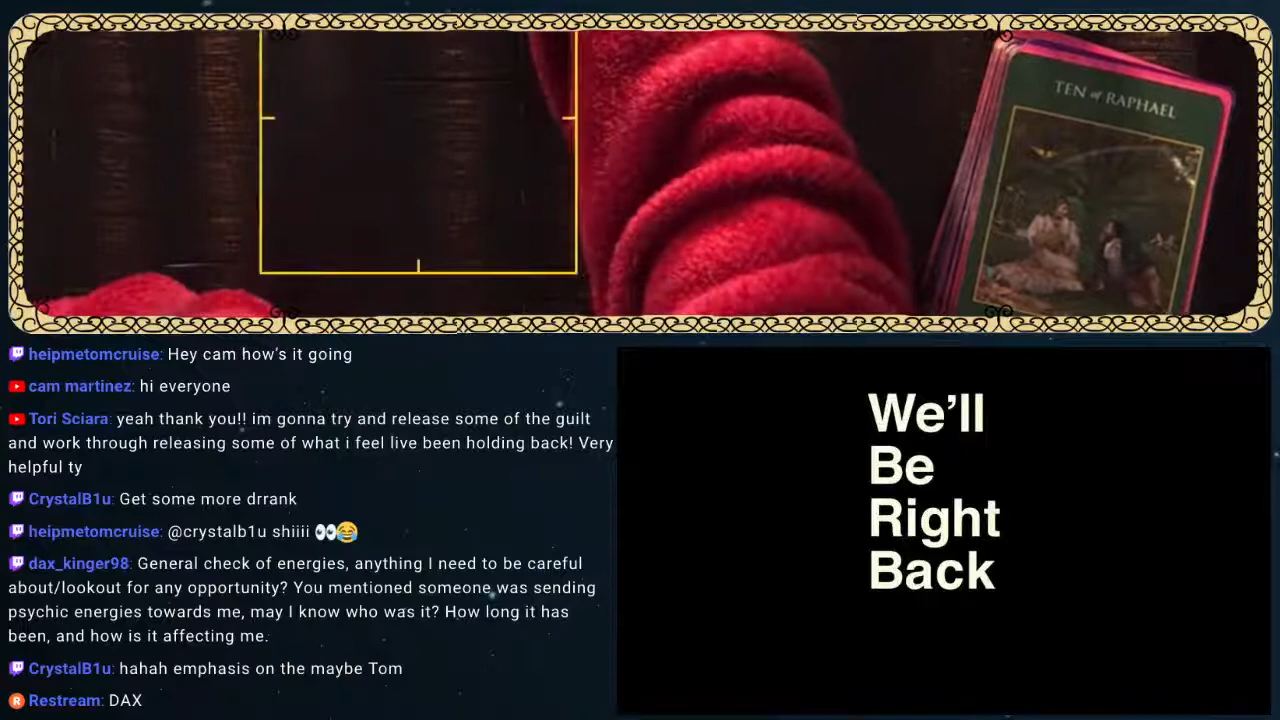 TEN of RAPHAEL
heipmetomcruise: Hey cam how's it going
cam martinez: hi everyone
Tori Sciara: yeah thank you!! im gonna try and release some of the guilt
and work through releasing some of what i feel live been holding back! Very
helpful ty
CrystalB1u: Get some more drrank
heipmetomcruise: @crystalb1u shiiii 👀😂
dax_kinger98: General check of energies, anything I need to be careful
about/lookout for any opportunity? You mentioned someone was sending
psychic energies towards me, may I know who was it? How long it has
been, and how is it affecting me.
CrystalB1u: hahah emphasis on the maybe Tom
R Restream: DAX
We'll
Be
Right
Back